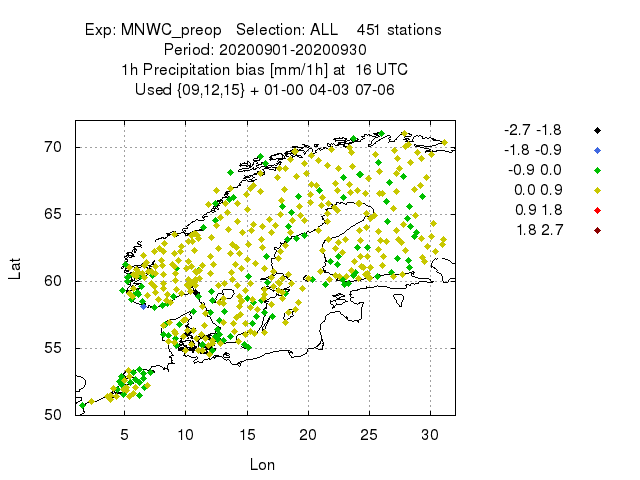 Exp: MNWC_preop   Selection: ALL    451 stations
Period: 20200901-20200930
1h Precipitation bias [mm/1h] at  16 UTC
Used {09,12,15} + 01-00 04-03 07-06
-2.7 -1.8
-1.8 -0.9
-0.9 0.0
0.0 0.9
0.9 1.8
1.8 2.7
70
65
60
55
50
Lat
5 10 15 20 25 30
Lon